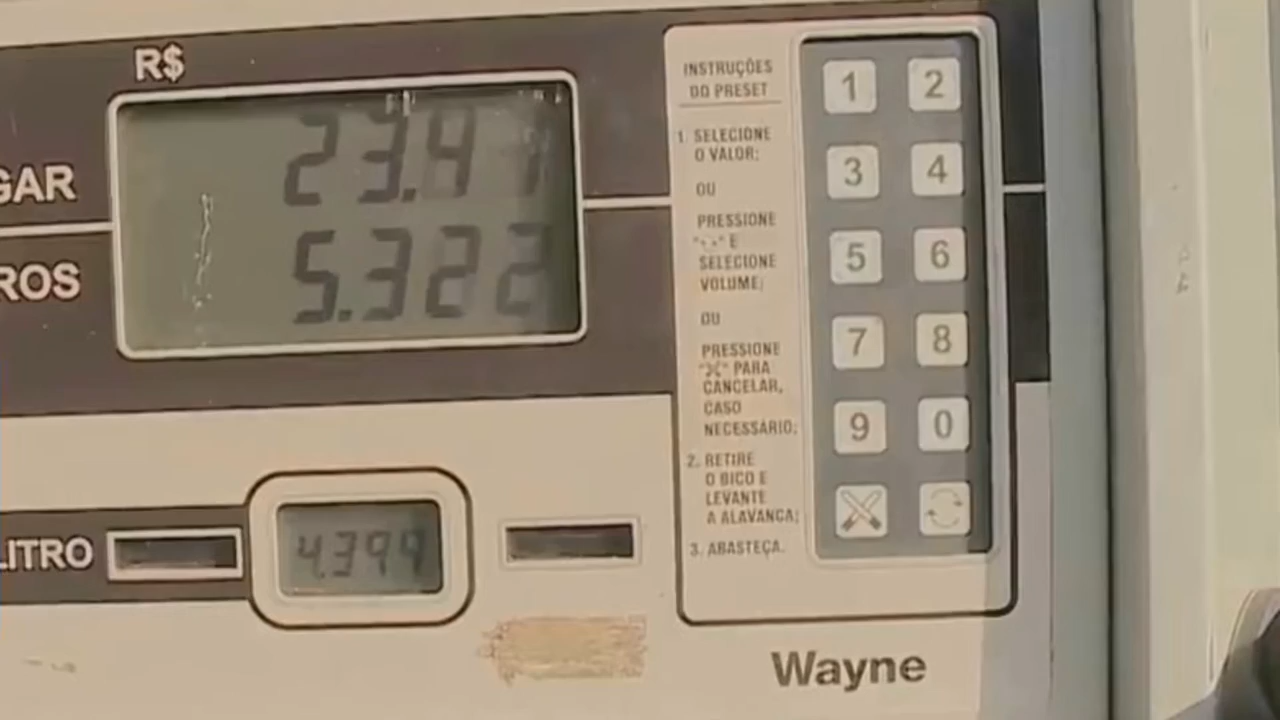 R$
GAR
23.41
ROS
5.322
LITRO
4.399
INSTRUÇÕES
DO PRESET
1. SELECIONE
O VALOR;
OU
PRESSIONE
" " E
SELECIONE
VOLUME;
OU
PRESSIONE
" " PARA
CANCELAR,
CASO
NECESSÁRIO;
2. RETIRE
O BICO E
LEVANTE
A ALAVANCA;
3. ABASTEÇA.
1 2
3 4
5 6
7 8
9 0
Wayne